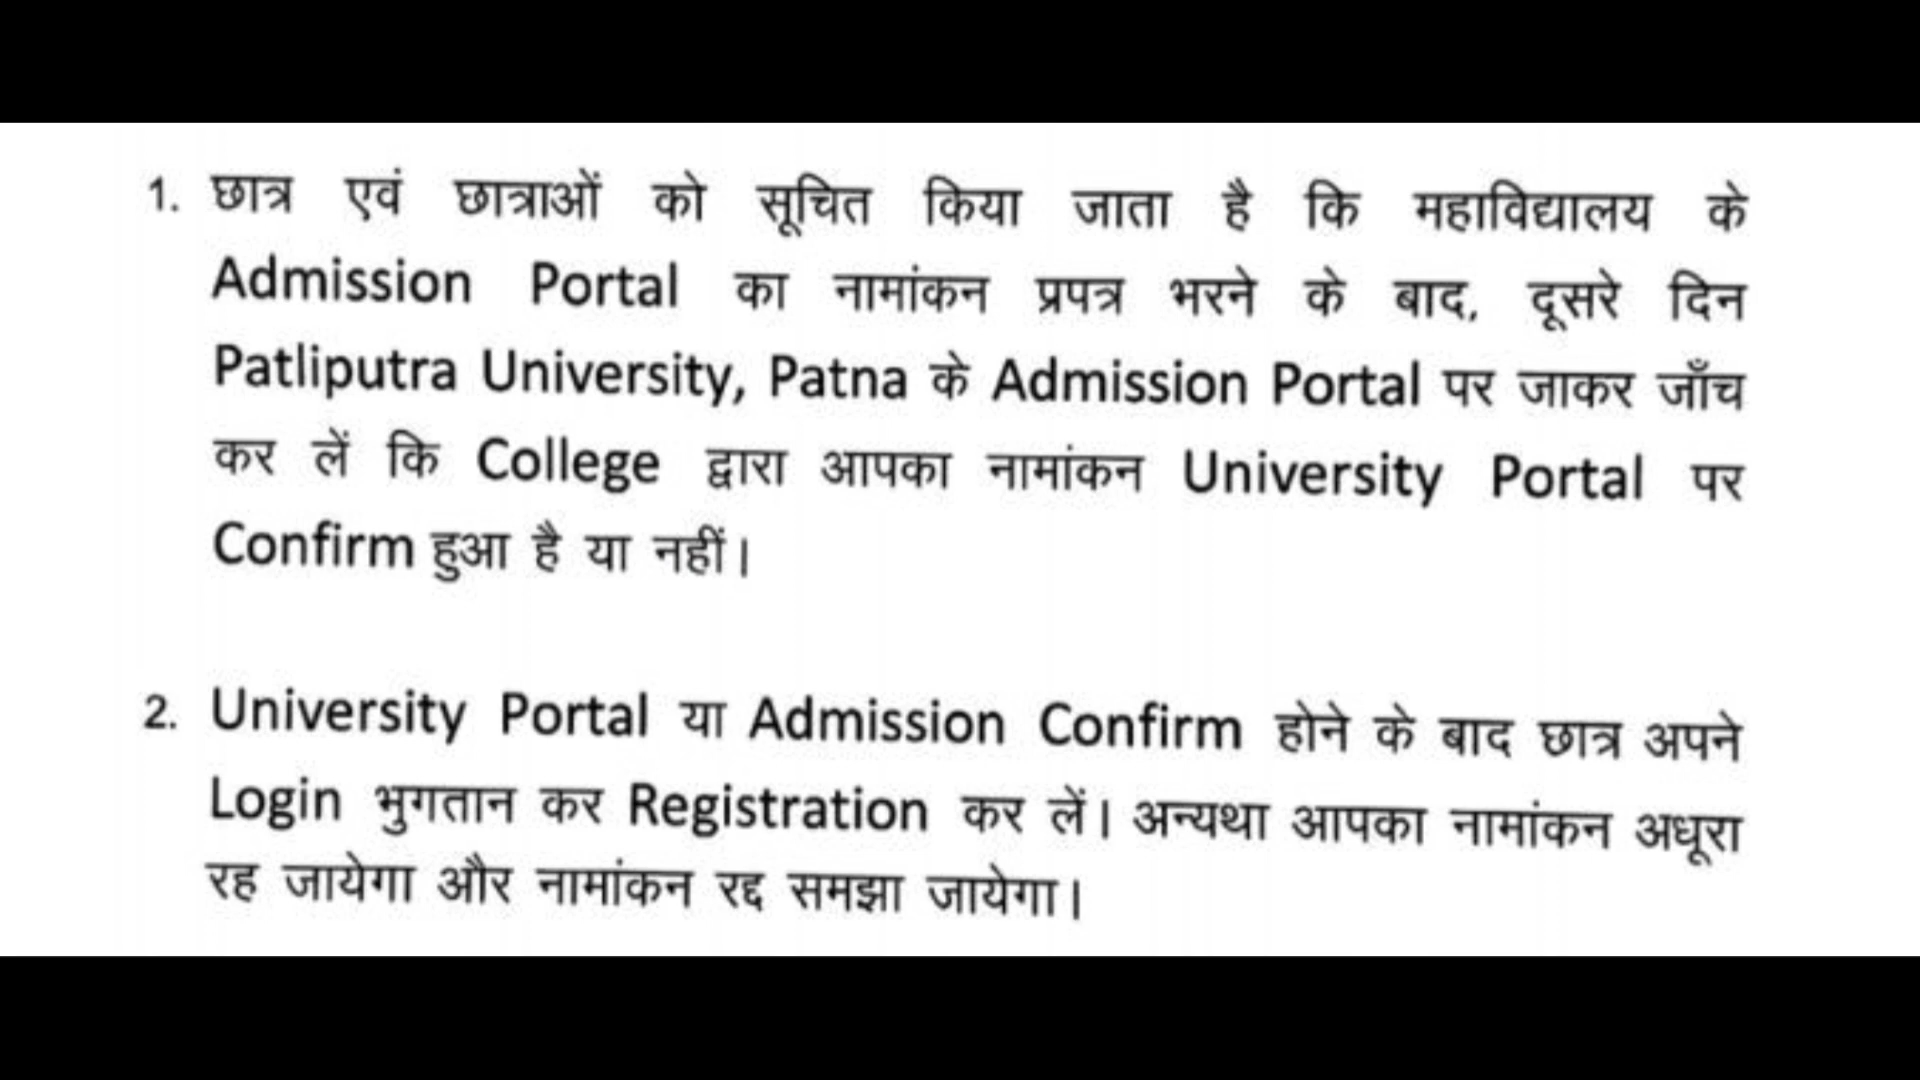 1. छात्र एवं छात्राओं को सूचित किया जाता है कि महाविद्यालय के
Admission Portal का नामांकन प्रपत्र भरने के बाद, दूसरे दिन
Patliputra University, Patna के Admission Portal पर जाकर जाँच
कर लें कि College द्वारा आपका नामांकन University Portal पर
Confirm हुआ है या नहीं।
2. University Portal या Admission Confirm होने के बाद छात्र अपने
Login भुगतान कर Registration कर लें। अन्यथा आपका नामांकन अधूरा
रह जायेगा और नामांकन रद्द समझा जायेगा।